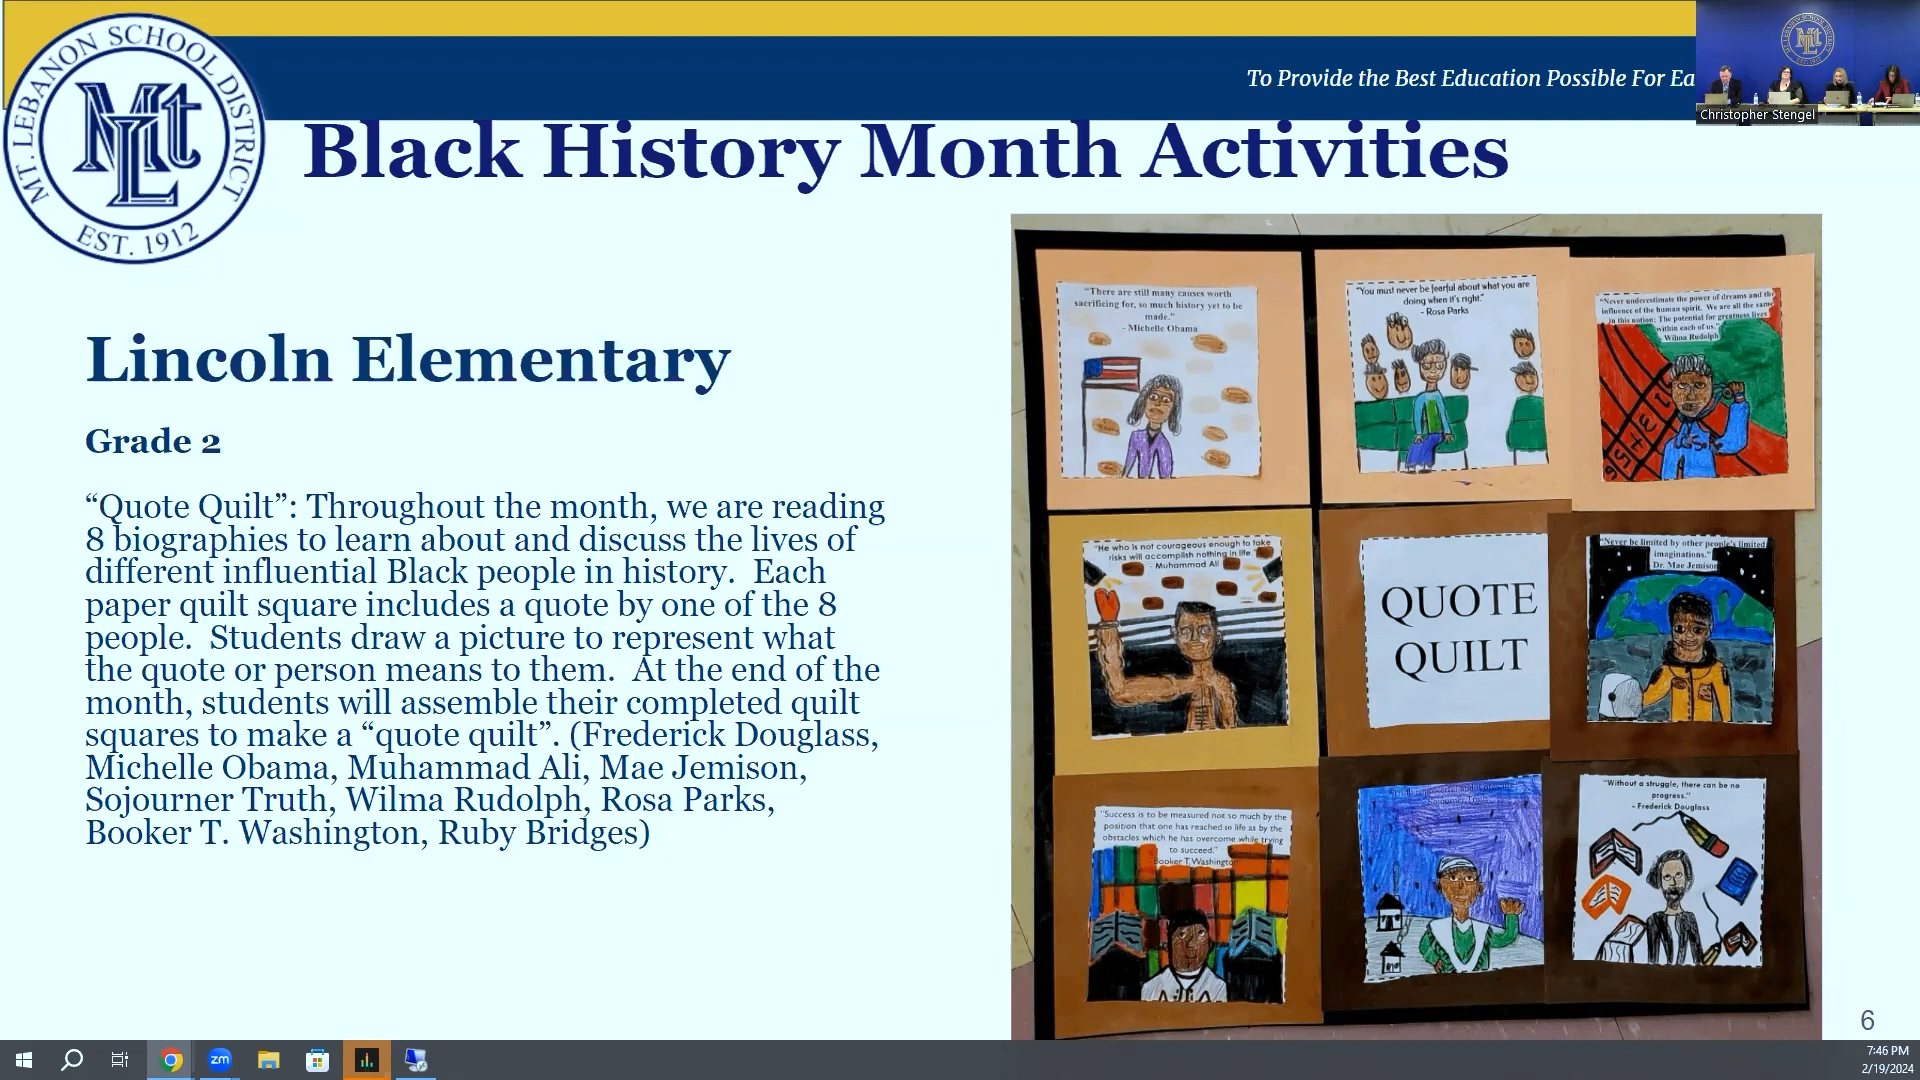 MT. LEBANON SCHOOL DISTRICT
MLt
EST. 1912
To Provide the Best Education Possible For Ea
Christopher Stengel
Black History Month Activities
Lincoln Elementary
Grade 2
“Quote Quilt”: Throughout the month, we are reading
8 biographies to learn about and discuss the lives of
different influential Black people in history.  Each
paper quilt square includes a quote by one of the 8
people.  Students draw a picture to represent what
the quote or person means to them.  At the end of the
month, students will assemble their completed quilt
squares to make a “quote quilt”. (Frederick Douglass,
Michelle Obama, Muhammad Ali, Mae Jemison,
Sojourner Truth, Wilma Rudolph, Rosa Parks,
Booker T. Washington, Ruby Bridges)
"There are still many causes worth
sacrificing for, so much history yet to be
made."
- Michelle Obama
"You must never be fearful about what you are
doing when it's right."
- Rosa Parks
"Never underestimate the power of dreams and the
influence of the human spirit. We are all the same
in this notion: The potential for greatness lives
within each of us."
Wilma Rudolph
"He who is not courageous enough to take
risks will accomplish nothing in life."
- Muhammad Ali
QUOTE
QUILT
"Never be limited by other people's limited
imaginations."
Dr. Mae Jemison
"Success is to be measured not so much by the
position that one has reached in life as by the
obstacles which he has overcome while trying
to succeed."
Booker T. Washington
"Without a struggle, there can be no
progress."
- Frederick Douglass
6
zm
7:46 PM
2/19/2024